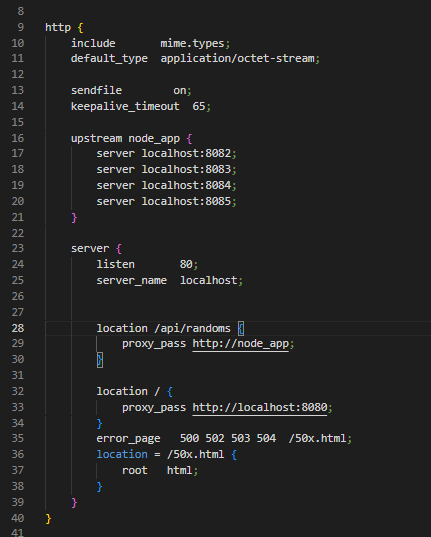 8
9 http {
10     include       mime.types;
11     default_type  application/octet-stream;
12
13     sendfile        on;
14     keepalive_timeout  65;
15
16     upstream node_app {
17         server localhost:8082;
18         server localhost:8083;
19         server localhost:8084;
20         server localhost:8085;
21     }
22
23     server {
24         listen       80;
25         server_name  localhost;
26
27
28         location /api/randoms {
29             proxy_pass http://node_app;
30         }
31
32         location / {
33             proxy_pass http://localhost:8080;
34         }
35         error_page   500 502 503 504  /50x.html;
36         location = /50x.html {
37             root   html;
38         }
39     }
40 }
41